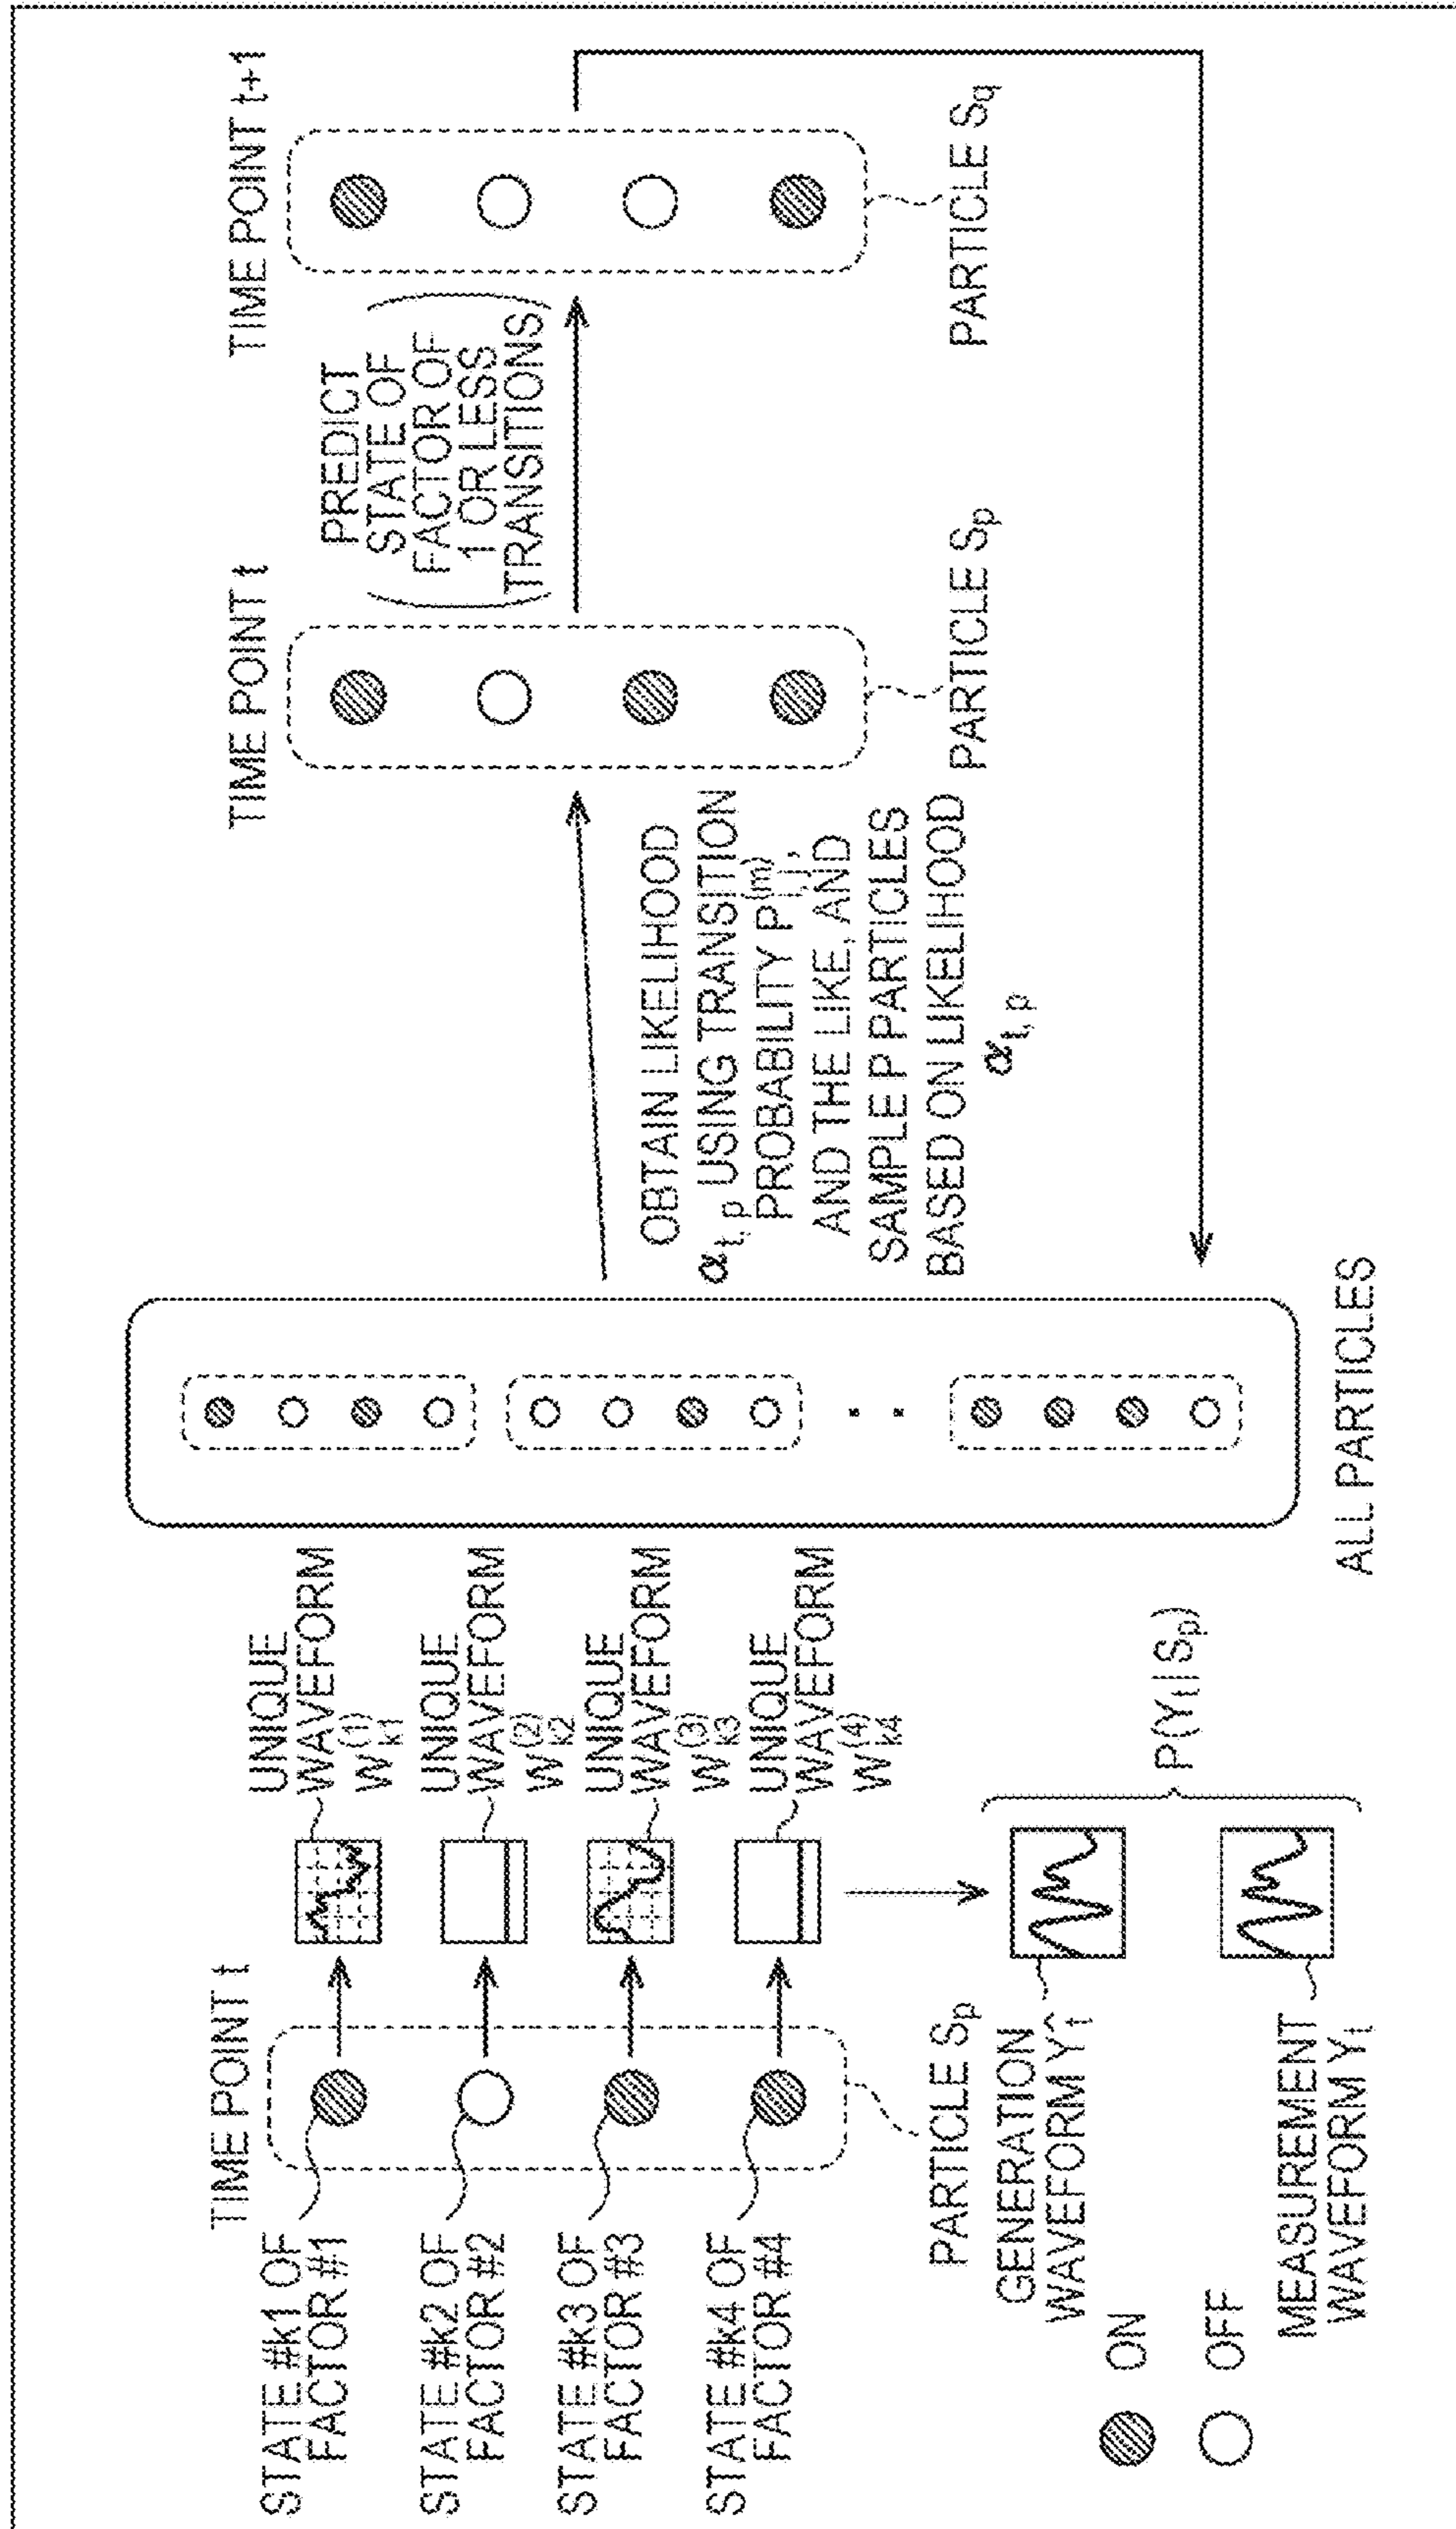 TIME POINT t
STATE #k1 OF
FACTOR #1
STATE #k2 OF
FACTOR #2
STATE #k3 OF
FACTOR #3
STATE #k4 OF
FACTOR #4
UNIQUE
WAVEFORM
W(1)k1
UNIQUE
WAVEFORM
W(2)k2
UNIQUE
WAVEFORM
W(3)k3
UNIQUE
WAVEFORM
W(4)k4
PARTICLE Sp
GENERATION
WAVEFORM Y^t
MEASUREMENT
WAVEFORM Yt
P(Yt|Sp)
ON
OFF
ALL PARTICLES
OBTAIN LIKELIHOOD
αt, p USING TRANSITION
PROBABILITY P(m)i,j,
AND THE LIKE, AND
SAMPLE P PARTICLES
BASED ON LIKELIHOOD
αt, p
TIME POINT t
PARTICLE Sp
PREDICT
STATE OF
FACTOR OF
1 OR LESS
TRANSITIONS
TIME POINT t+1
PARTICLE Sq